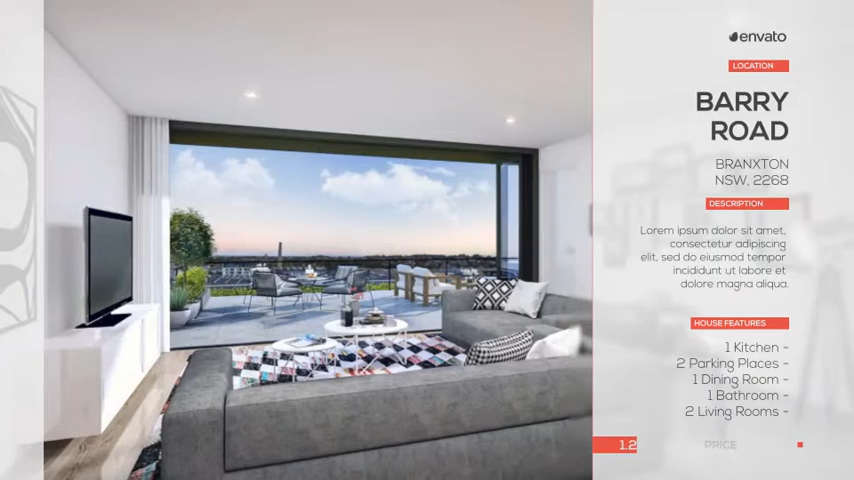 envato
LOCATION
BARRY
ROAD
BRANXTON
NSW, 2268
DESCRIPTION
Lorem ipsum dolor sit amet,
consectetur adipiscing
elit, sed do eiusmod tempor
incididunt ut labore et
dolore magna aliqua.
HOUSE FEATURES
1 Kitchen -
2 Parking Places -
1 Dining Room -
1 Bathroom -
2 Living Rooms -
1.2
PRICE